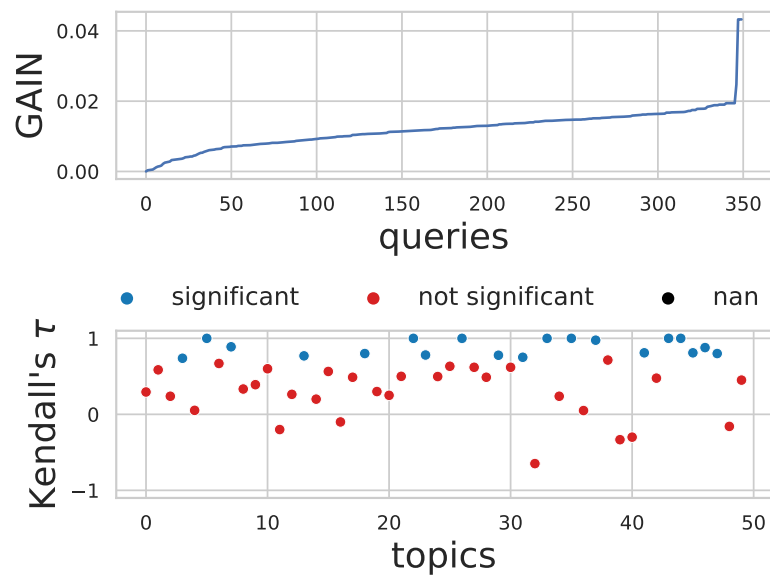 GAIN
0.04
0.02
0.00
0 50 100 150 200 250 300 350
queries
significant not significant nan
Kendall's τ
1
0
−1
0 10 20 30 40 50
topics